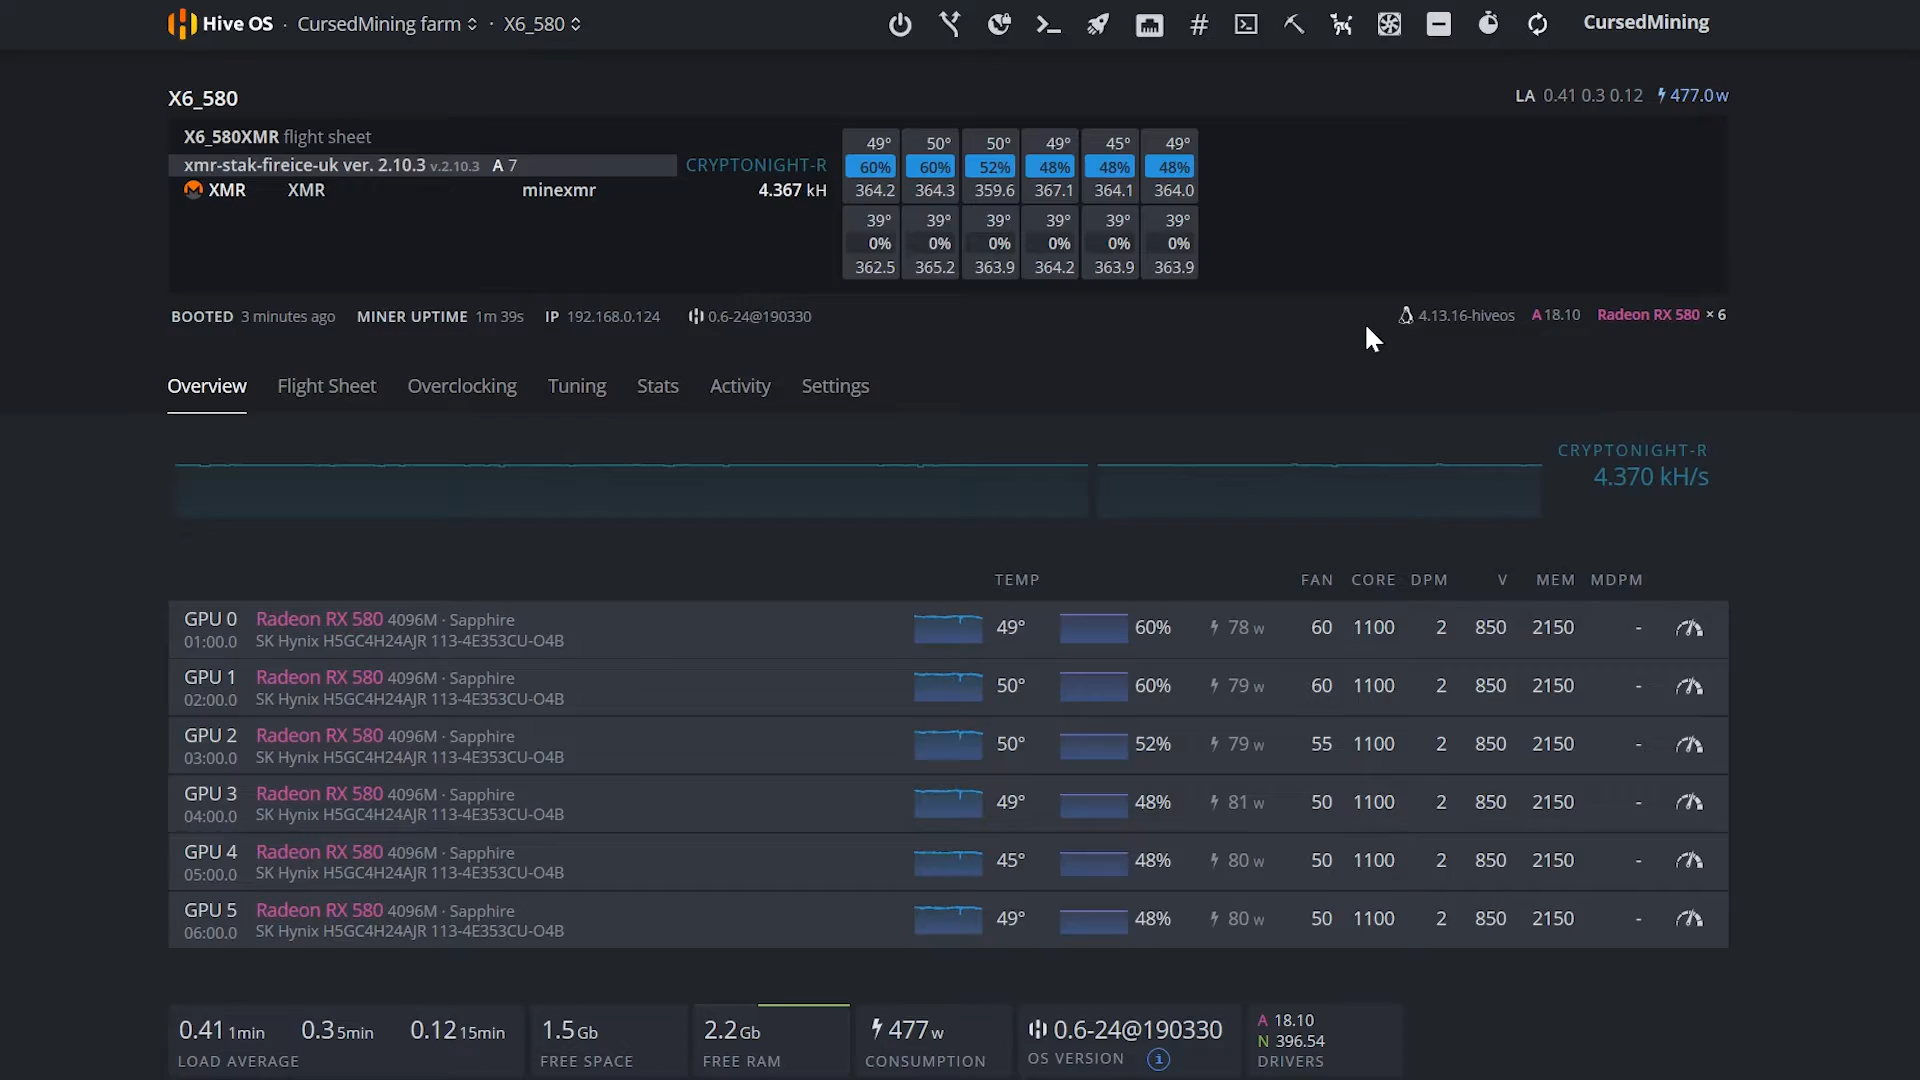 Hive OS · CursedMining farm · X6_580 CursedMining
X6_580 LA 0.41 0.3 0.12 477.0 w
X6_580XMR flight sheet
xmr-stak-fireice-uk ver. 2.10.3 v.2.10.3 A 7 CRYPTONIGHT-R
XMR XMR minexmr 4.367 kH
49° 50° 50° 49° 45° 49°
60% 60% 52% 48% 48% 48%
364.2 364.3 359.6 367.1 364.1 364.0
39° 39° 39° 39° 39° 39°
0% 0% 0% 0% 0% 0%
362.5 365.2 363.9 364.2 363.9 363.9
BOOTED 3 minutes ago MINER UPTIME 1m 39s IP 192.168.0.124 0.6-24@190330 4.13.16-hiveos A 18.10 Radeon RX 580 × 6
Overview Flight Sheet Overclocking Tuning Stats Activity Settings
CRYPTONIGHT-R
4.370 kH/s
TEMP FAN CORE DPM V MEM MDPM
GPU 0 Radeon RX 580 4096M · Sapphire 49° 60% 78 w 60 1100 2 850 2150 -
01:00.0 SK Hynix H5GC4H24AJR 113-4E353CU-O4B
GPU 1 Radeon RX 580 4096M · Sapphire 50° 60% 79 w 60 1100 2 850 2150 -
02:00.0 SK Hynix H5GC4H24AJR 113-4E353CU-O4B
GPU 2 Radeon RX 580 4096M · Sapphire 50° 52% 79 w 55 1100 2 850 2150 -
03:00.0 SK Hynix H5GC4H24AJR 113-4E353CU-O4B
GPU 3 Radeon RX 580 4096M · Sapphire 49° 48% 81 w 50 1100 2 850 2150 -
04:00.0 SK Hynix H5GC4H24AJR 113-4E353CU-O4B
GPU 4 Radeon RX 580 4096M · Sapphire 45° 48% 80 w 50 1100 2 850 2150 -
05:00.0 SK Hynix H5GC4H24AJR 113-4E353CU-O4B
GPU 5 Radeon RX 580 4096M · Sapphire 49° 48% 80 w 50 1100 2 850 2150 -
06:00.0 SK Hynix H5GC4H24AJR 113-4E353CU-O4B
0.41 1min 0.3 5min 0.12 15min
LOAD AVERAGE
1.5 Gb
FREE SPACE
2.2 Gb
FREE RAM
477 w
CONSUMPTION
0.6-24@190330
OS VERSION
A 18.10
N 396.54
DRIVERS